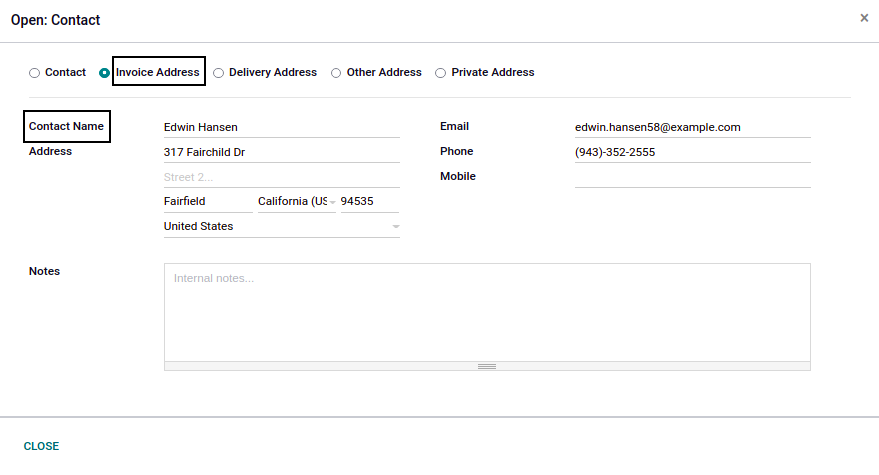 Open: Contact ×
Contact Invoice Address Delivery Address Other Address Private Address
Contact Name Edwin Hansen Email edwin.hansen58@example.com
Address 317 Fairchild Dr Phone (943)-352-2555
Street 2... Mobile
Fairfield California (US 94535
United States
Notes Internal notes...
CLOSE